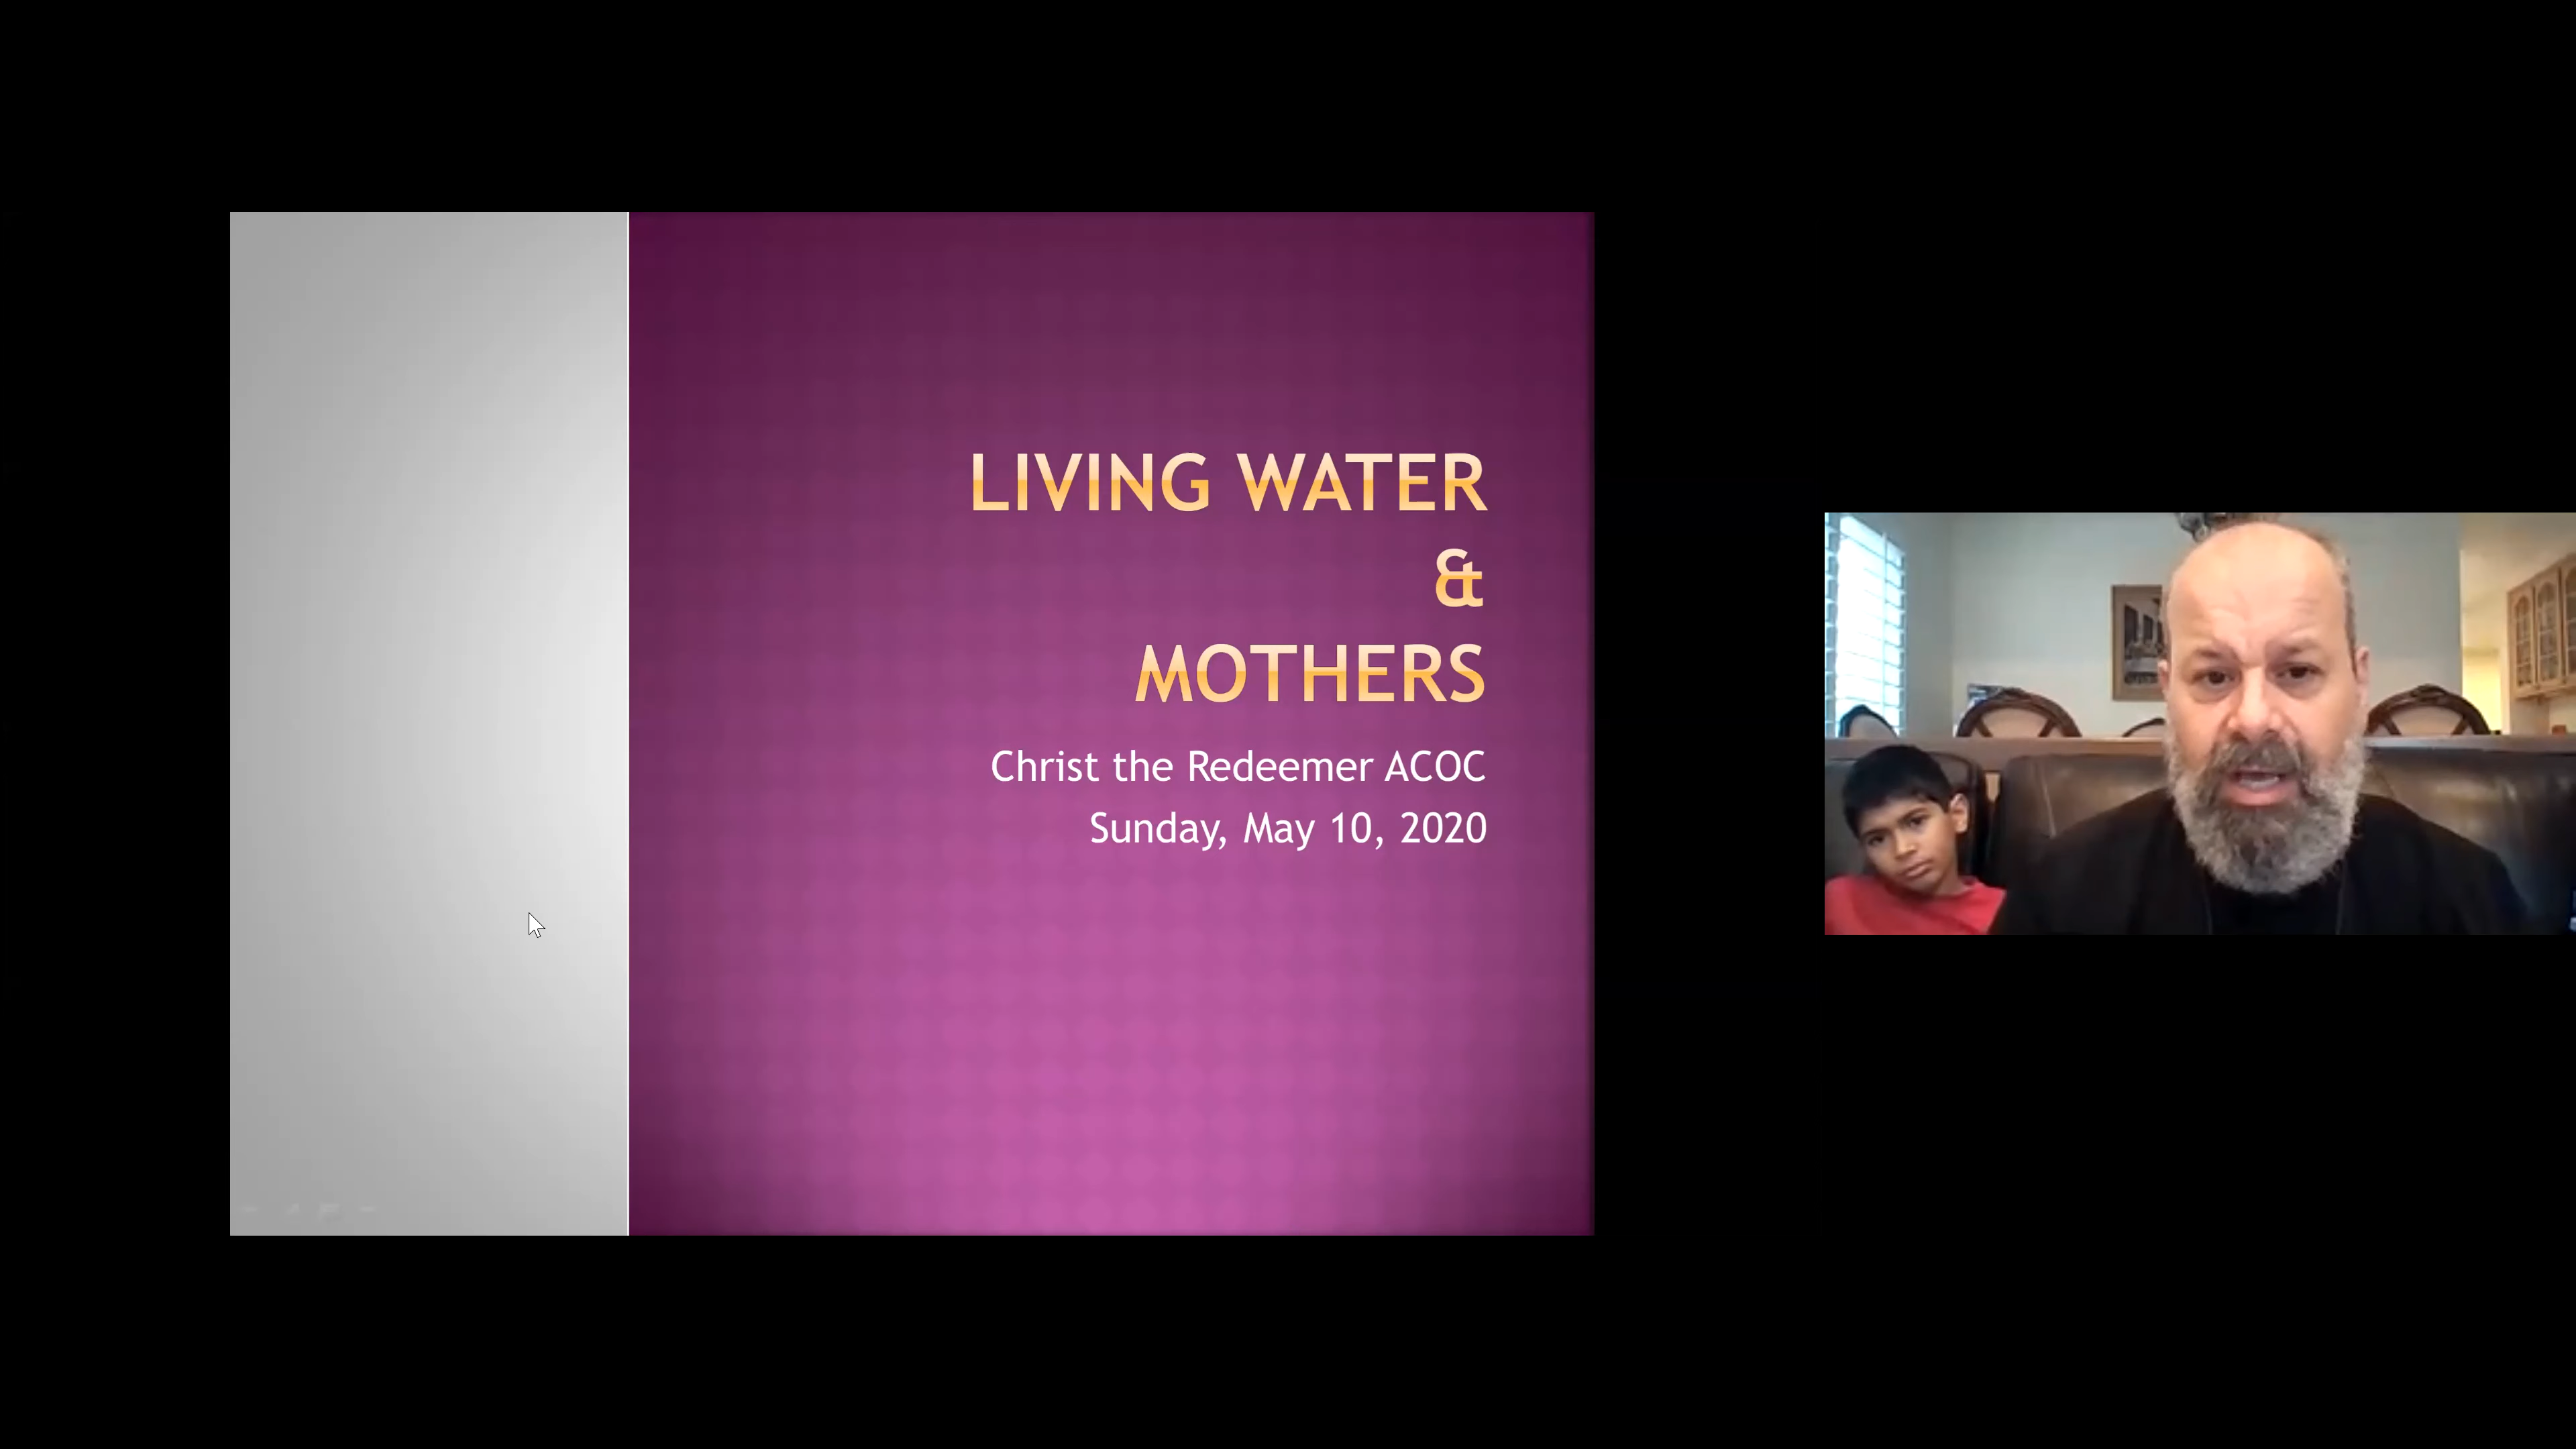 LIVING WATER
&
MOTHERS
Christ the Redeemer ACOC
Sunday, May 10, 2020